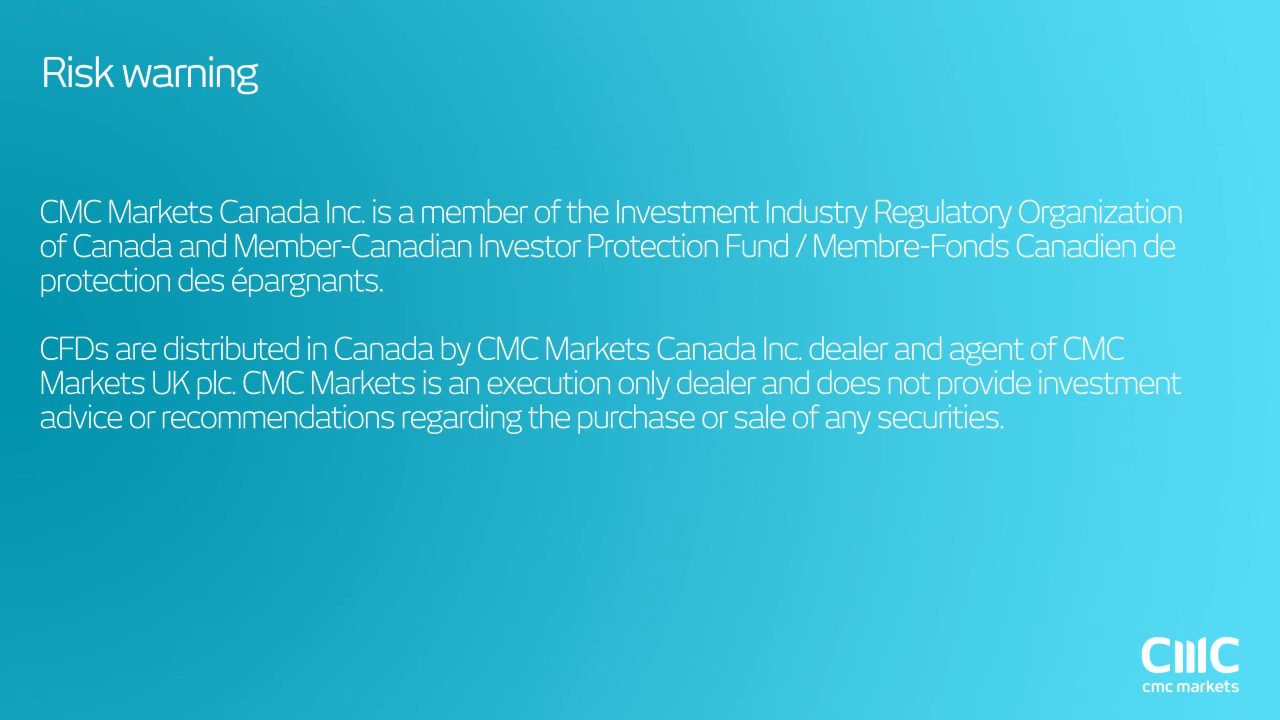 Risk warning
CMC Markets Canada Inc. is a member of the Investment Industry Regulatory Organization
of Canada and Member-Canadian Investor Protection Fund / Membre-Fonds Canadien de
protection des épargnants.
CFDs are distributed in Canada by CMC Markets Canada Inc. dealer and agent of CMC
Markets UK plc. CMC Markets is an execution only dealer and does not provide investment
advice or recommendations regarding the purchase or sale of any securities.
CMC
cmc markets